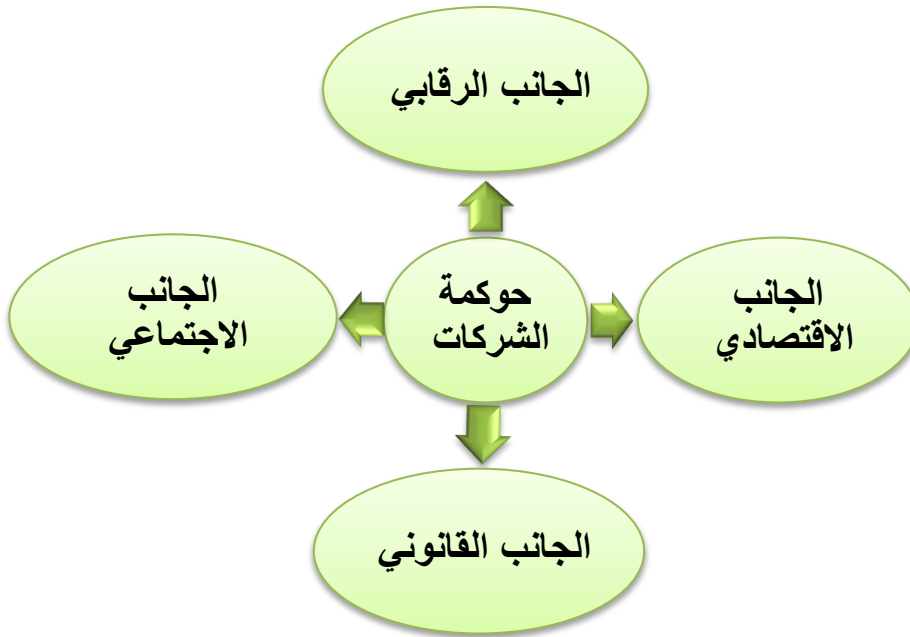 الجانب الرقابي
الجانب
الاقتصادي
حوكمة
الشركات
الجانب
الاجتماعي
الجانب القانوني